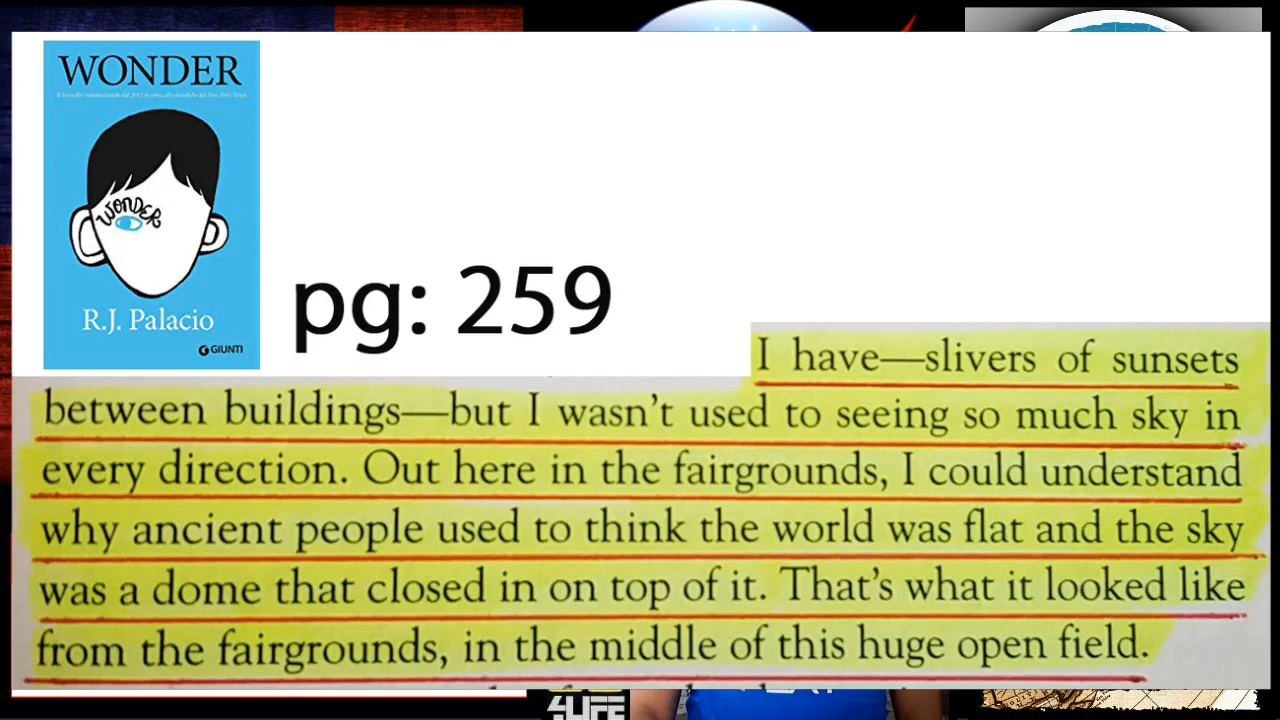 WONDER
WONDER
R.J. Palacio
GIUNTI
pg: 259
I have—slivers of sunsets
between buildings—but I wasn't used to seeing so much sky in
every direction. Out here in the fairgrounds, I could understand
why ancient people used to think the world was flat and the sky
was a dome that closed in on top of it. That's what it looked like
from the fairgrounds, in the middle of this huge open field.
4LIFE